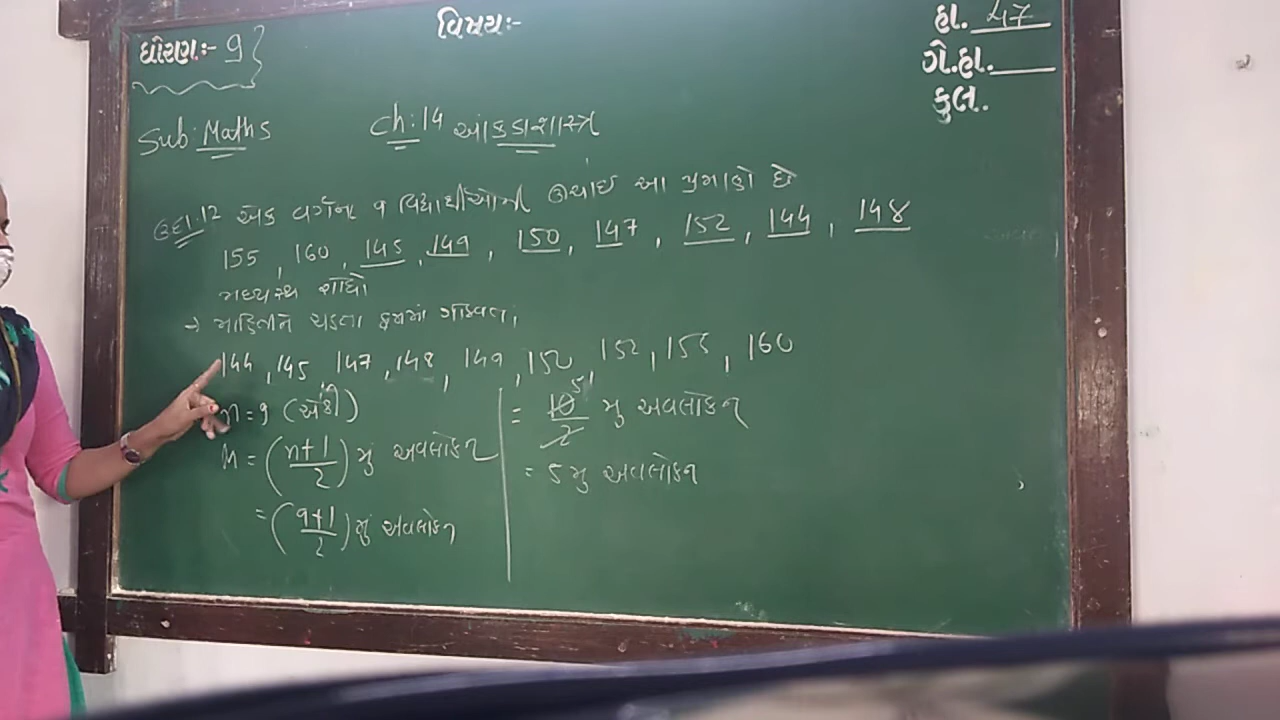 વિષયઃ-
ધોરણઃ- 9
હા. 47
ગે.હા.
કુલ.
Sub: Maths
Ch: 14 આંકડાશાસ્ત્ર
ઉદા.12 એક વર્ગના 9 વિદ્યાર્થીઓની ઊંચાઈ આ પ્રમાણે છે
155, 160, 145, 149, 150, 147, 152, 144, 148
મધ્યસ્થ શોધો
→ માહિતીને ચડતા ક્રમમાં ગોઠવતા,
144, 145, 147, 148, 149, 150, 152, 155, 160
n = 9 (એકી)
M = (n+1/2) મું અવલોકન
= (9+1/2) મું અવલોકન
= 10/2 મુ અવલોકન
= 5 મુ અવલોકન